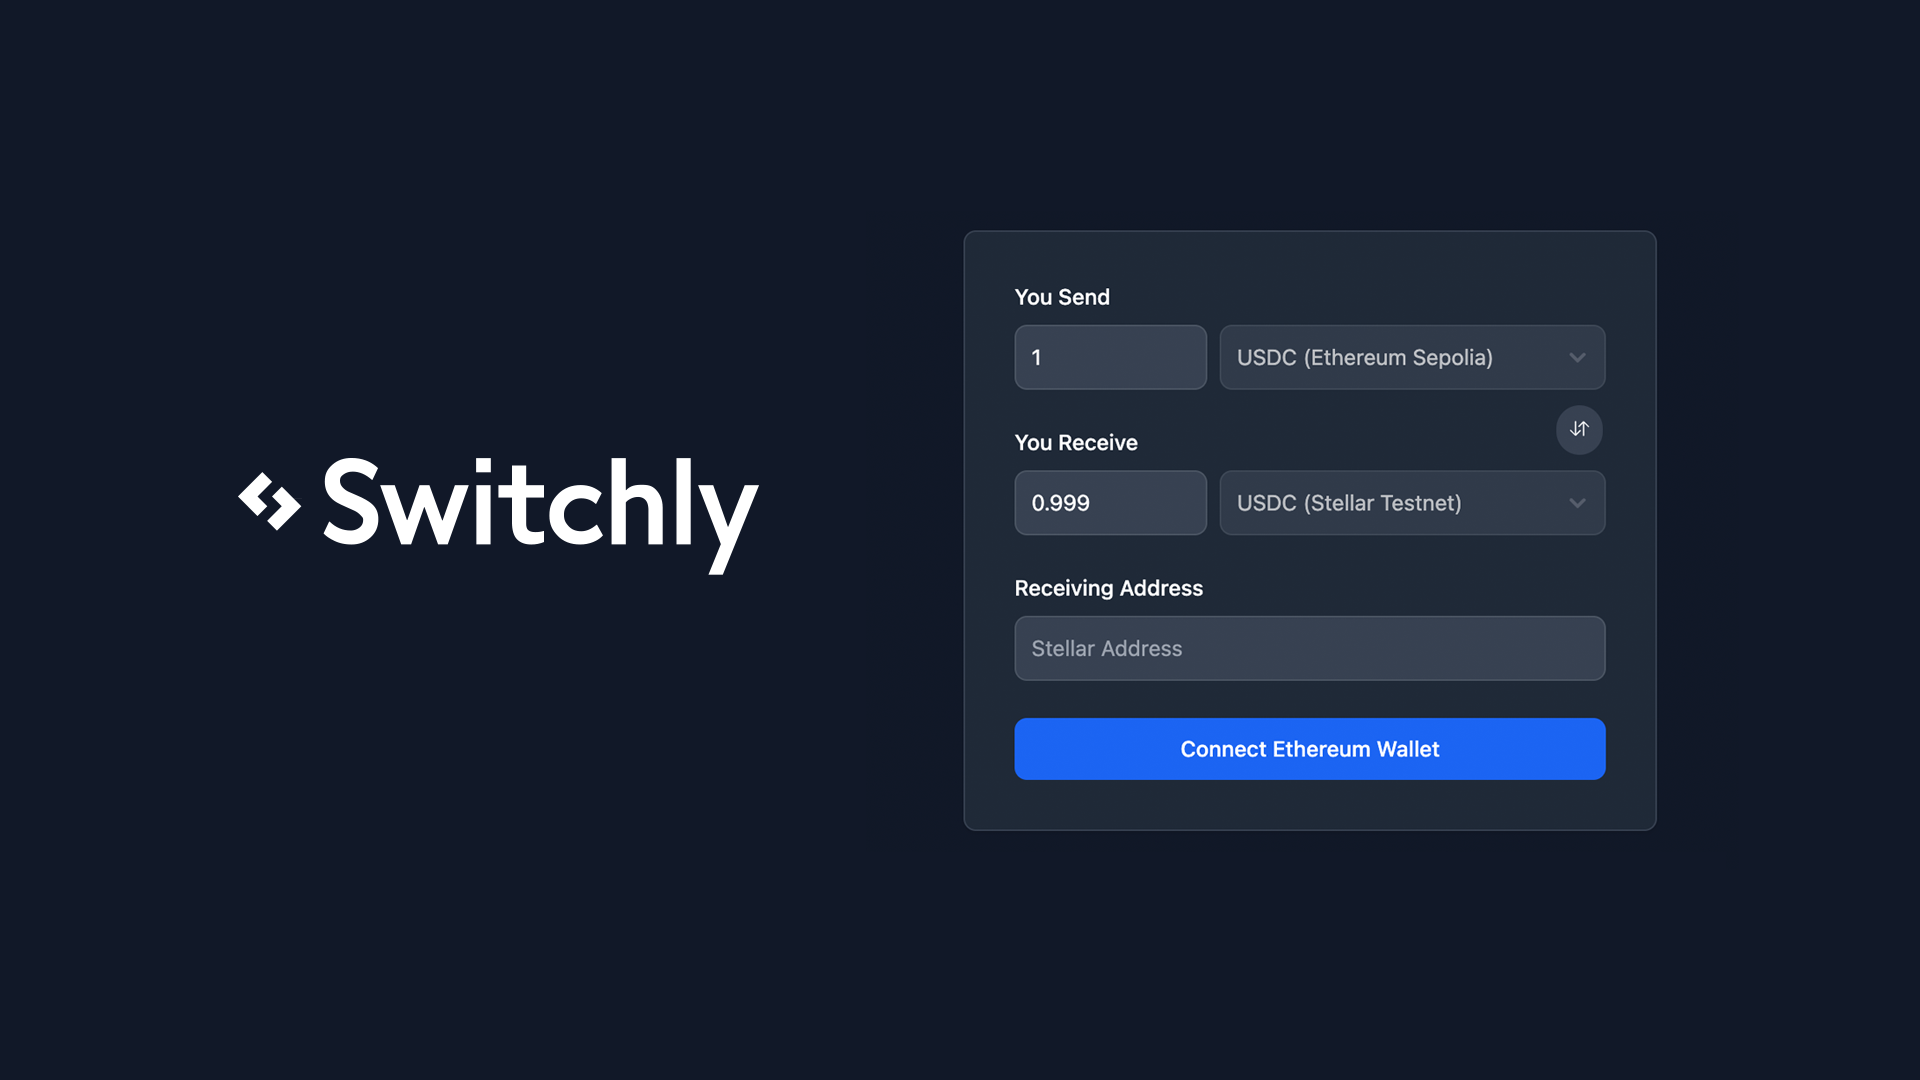 Switchly
You Send
1
USDC (Ethereum Sepolia)
You Receive
0.999
USDC (Stellar Testnet)
Receiving Address
Stellar Address
Connect Ethereum Wallet